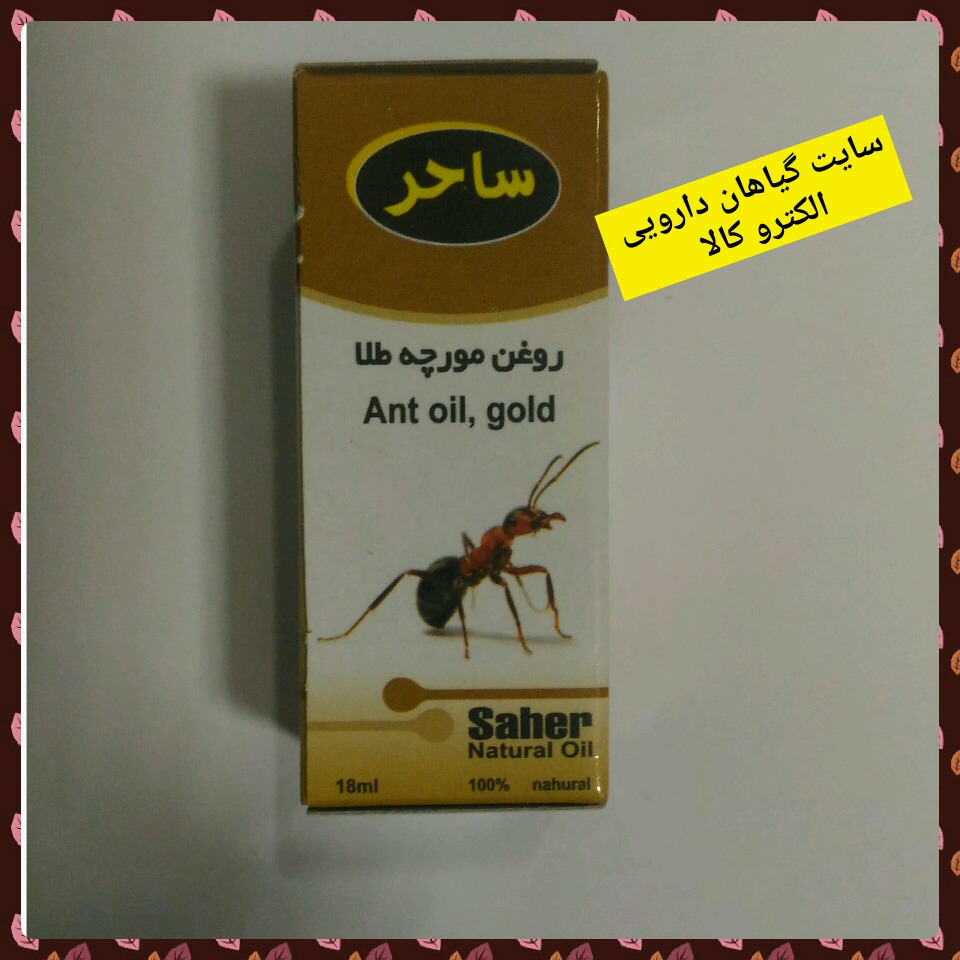 ساحر
سایت گیاهان دارویی
الکترو کالا
روغن مورچه طلا
Ant oil, gold
Saher
Natural Oil
18ml 100% nahural